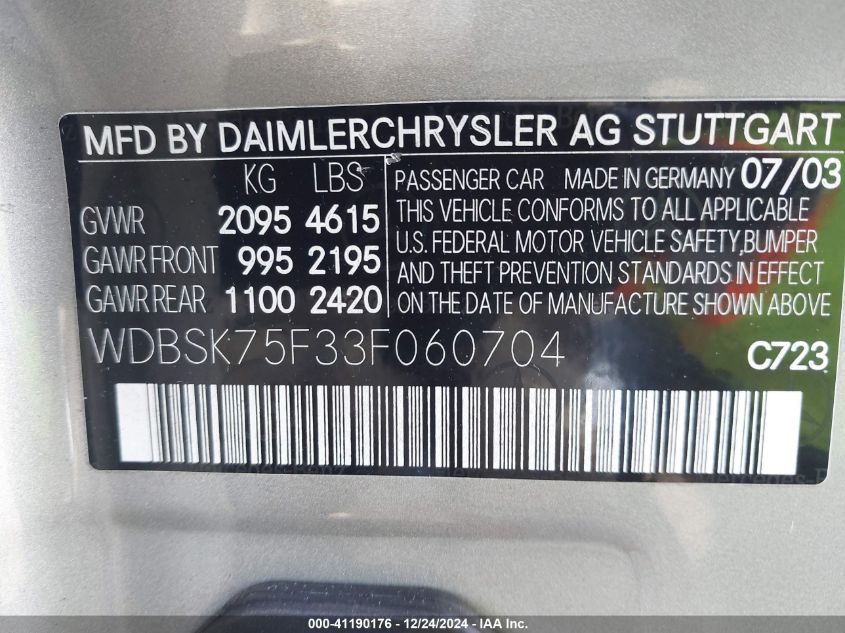 MFD BY DAIMLERCHRYSLER AG STUTTGART
KG LBS
GVWR 2095 4615
GAWR FRONT 995 2195
GAWR REAR 1100 2420
PASSENGER CAR MADE IN GERMANY 07/03
THIS VEHICLE CONFORMS TO ALL APPLICABLE
U.S. FEDERAL MOTOR VEHICLE SAFETY, BUMPER
AND THEFT PREVENTION STANDARDS IN EFFECT
ON THE DATE OF MANUFACTURE SHOWN ABOVE.
WDBSK75F33F060704
C723
000-41190176 - 12/24/2024 - IAA Inc.